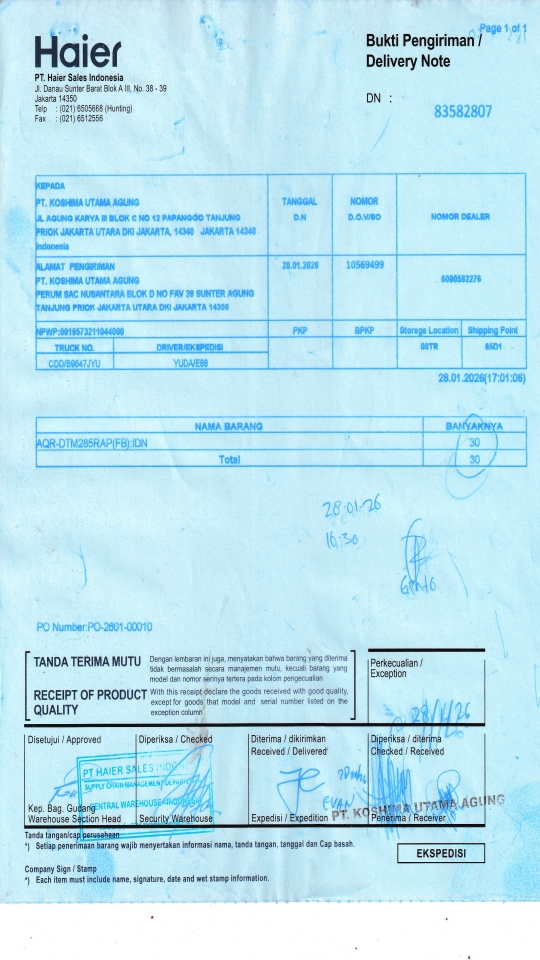 Page 1 of 1
Haier
Bukti Pengiriman /
Delivery Note
PT. Haier Sales Indonesia
Jl. Danau Sunter Barat Blok A III, No. 38 - 39
Jakarta 14350
Telp : (021) 6505668 (Hunting)
Fax : (021) 6512556
DN :
83582807
KEPADA
PT. KOSHIMA UTAMA AGUNG
JL AGUNG KARYA III BLOK C NO 12 PAPANGGO TANJUNG
PRIOK JAKARTA UTARA DKI JAKARTA, 14340 JAKARTA 14340
Indonesia
TANGGAL
D.N
NOMOR
D.O.V/SO
NOMOR DEALER
ALAMAT PENGIRIMAN
PT. KOSHIMA UTAMA AGUNG
PERUM SAC NUSANTARA BLOK D NO FAV 39 SUNTER AGUNG
TANJUNG PRIOK JAKARTA UTARA DKI JAKARTA 14350
28.01.2026
10569499
6000582276
PKP
BPKP
Storege Location
Shipping Point
TRUCK NO.
DRIVER/EKSPEDISI
00TR
65D1
28.01.2026(17:01:06)
NAMA BARANG
BANYAKNYA
AQR-DTM285RAP(FB):IDN
30
Total
30
28.01.26
16:30
PO Number:PO-2601-00010
TANDA TERIMA MUTU
Dengan lembaran ini juga, menyatakan bahwa barang yang diterima
tidak bermasalah secara manajemen mutu, kecuali barang yang
model dan nomor serinya tertera pada kolom pengecualian
RECEIPT OF PRODUCT
QUALITY
With this receipt declare the goods received with good quality,
except for goods that model and serial number listed on the
exception column
Perkecualian /
Exception
Disetujui / Approved
Diperiksa / Checked
Diterima / dikirimkan
Received / Delivered
Diperiksa / diterima
Checked / Received
PT HAIER SALES INDONESIA
SUPPLY CHAIN MANAGEMENT DEPART
CENTRAL WAREHOUSE - INDONESIA
EVAN
PT. KOSHIMA UTAMA AGUNG
Kep. Bag. Gudang
Warehouse Section Head
Security Warehouse
Expedisi / Expedition
Penerima / Receiver
Tanda tangan/cap perusahaan
*) Setiap penerimaan barang wajib menyertakan informasi nama, tanda tangan, tanggal dan Cap basah.
EKSPEDISI
Company Sign / Stamp
*) Each item must include name, signature, date and wet stamp information.